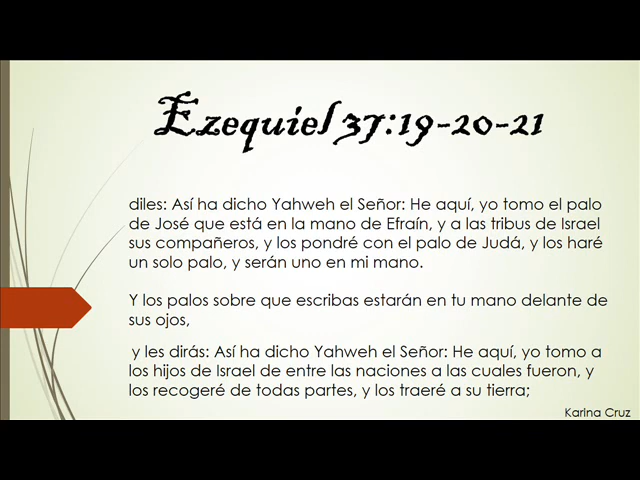 Ezequiel 37:19-20-21
diles: Así ha dicho Yahweh el Señor: He aquí, yo tomo el palo
de José que está en la mano de Efraín, y a las tribus de Israel
sus compañeros, y los pondré con el palo de Judá, y los haré
un solo palo, y serán uno en mi mano.
Y los palos sobre que escribas estarán en tu mano delante de
sus ojos,
y les dirás: Así ha dicho Yahweh el Señor: He aquí, yo tomo a
los hijos de Israel de entre las naciones a las cuales fueron, y
los recogeré de todas partes, y los traeré a su tierra;
Karina Cruz